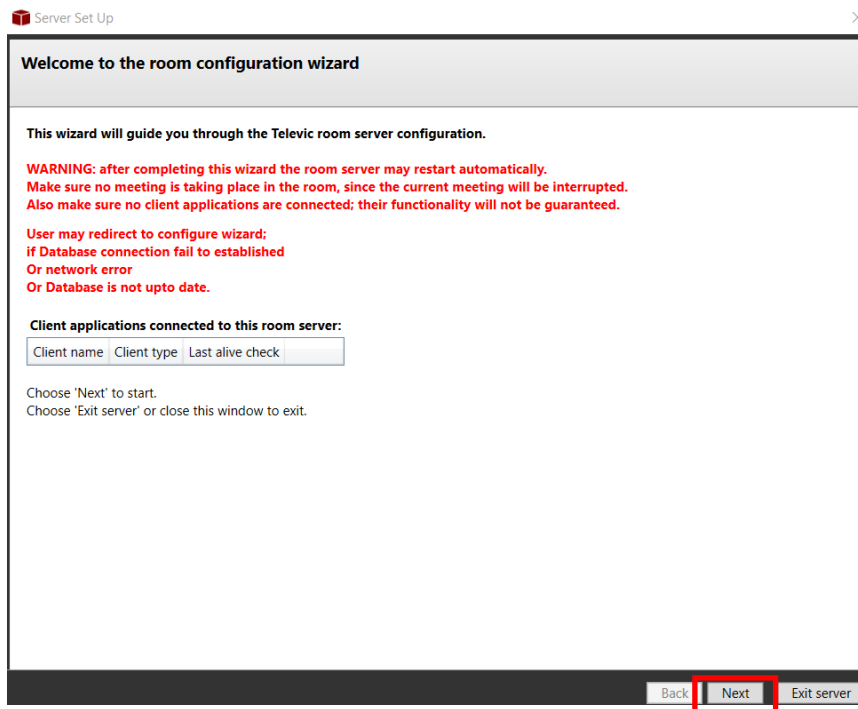 Server Set Up
Welcome to the room configuration wizard
This wizard will guide you through the Televic room server configuration.
WARNING: after completing this wizard the room server may restart automatically.
Make sure no meeting is taking place in the room, since the current meeting will be interrupted.
Also make sure no client applications are connected; their functionality will not be guaranteed.
User may redirect to configure wizard;
if Database connection fail to established
Or network error
Or Database is not upto date.
Client applications connected to this room server:
Client name Client type Last alive check
Choose 'Next' to start.
Choose 'Exit server' or close this window to exit.
Back Next Exit server